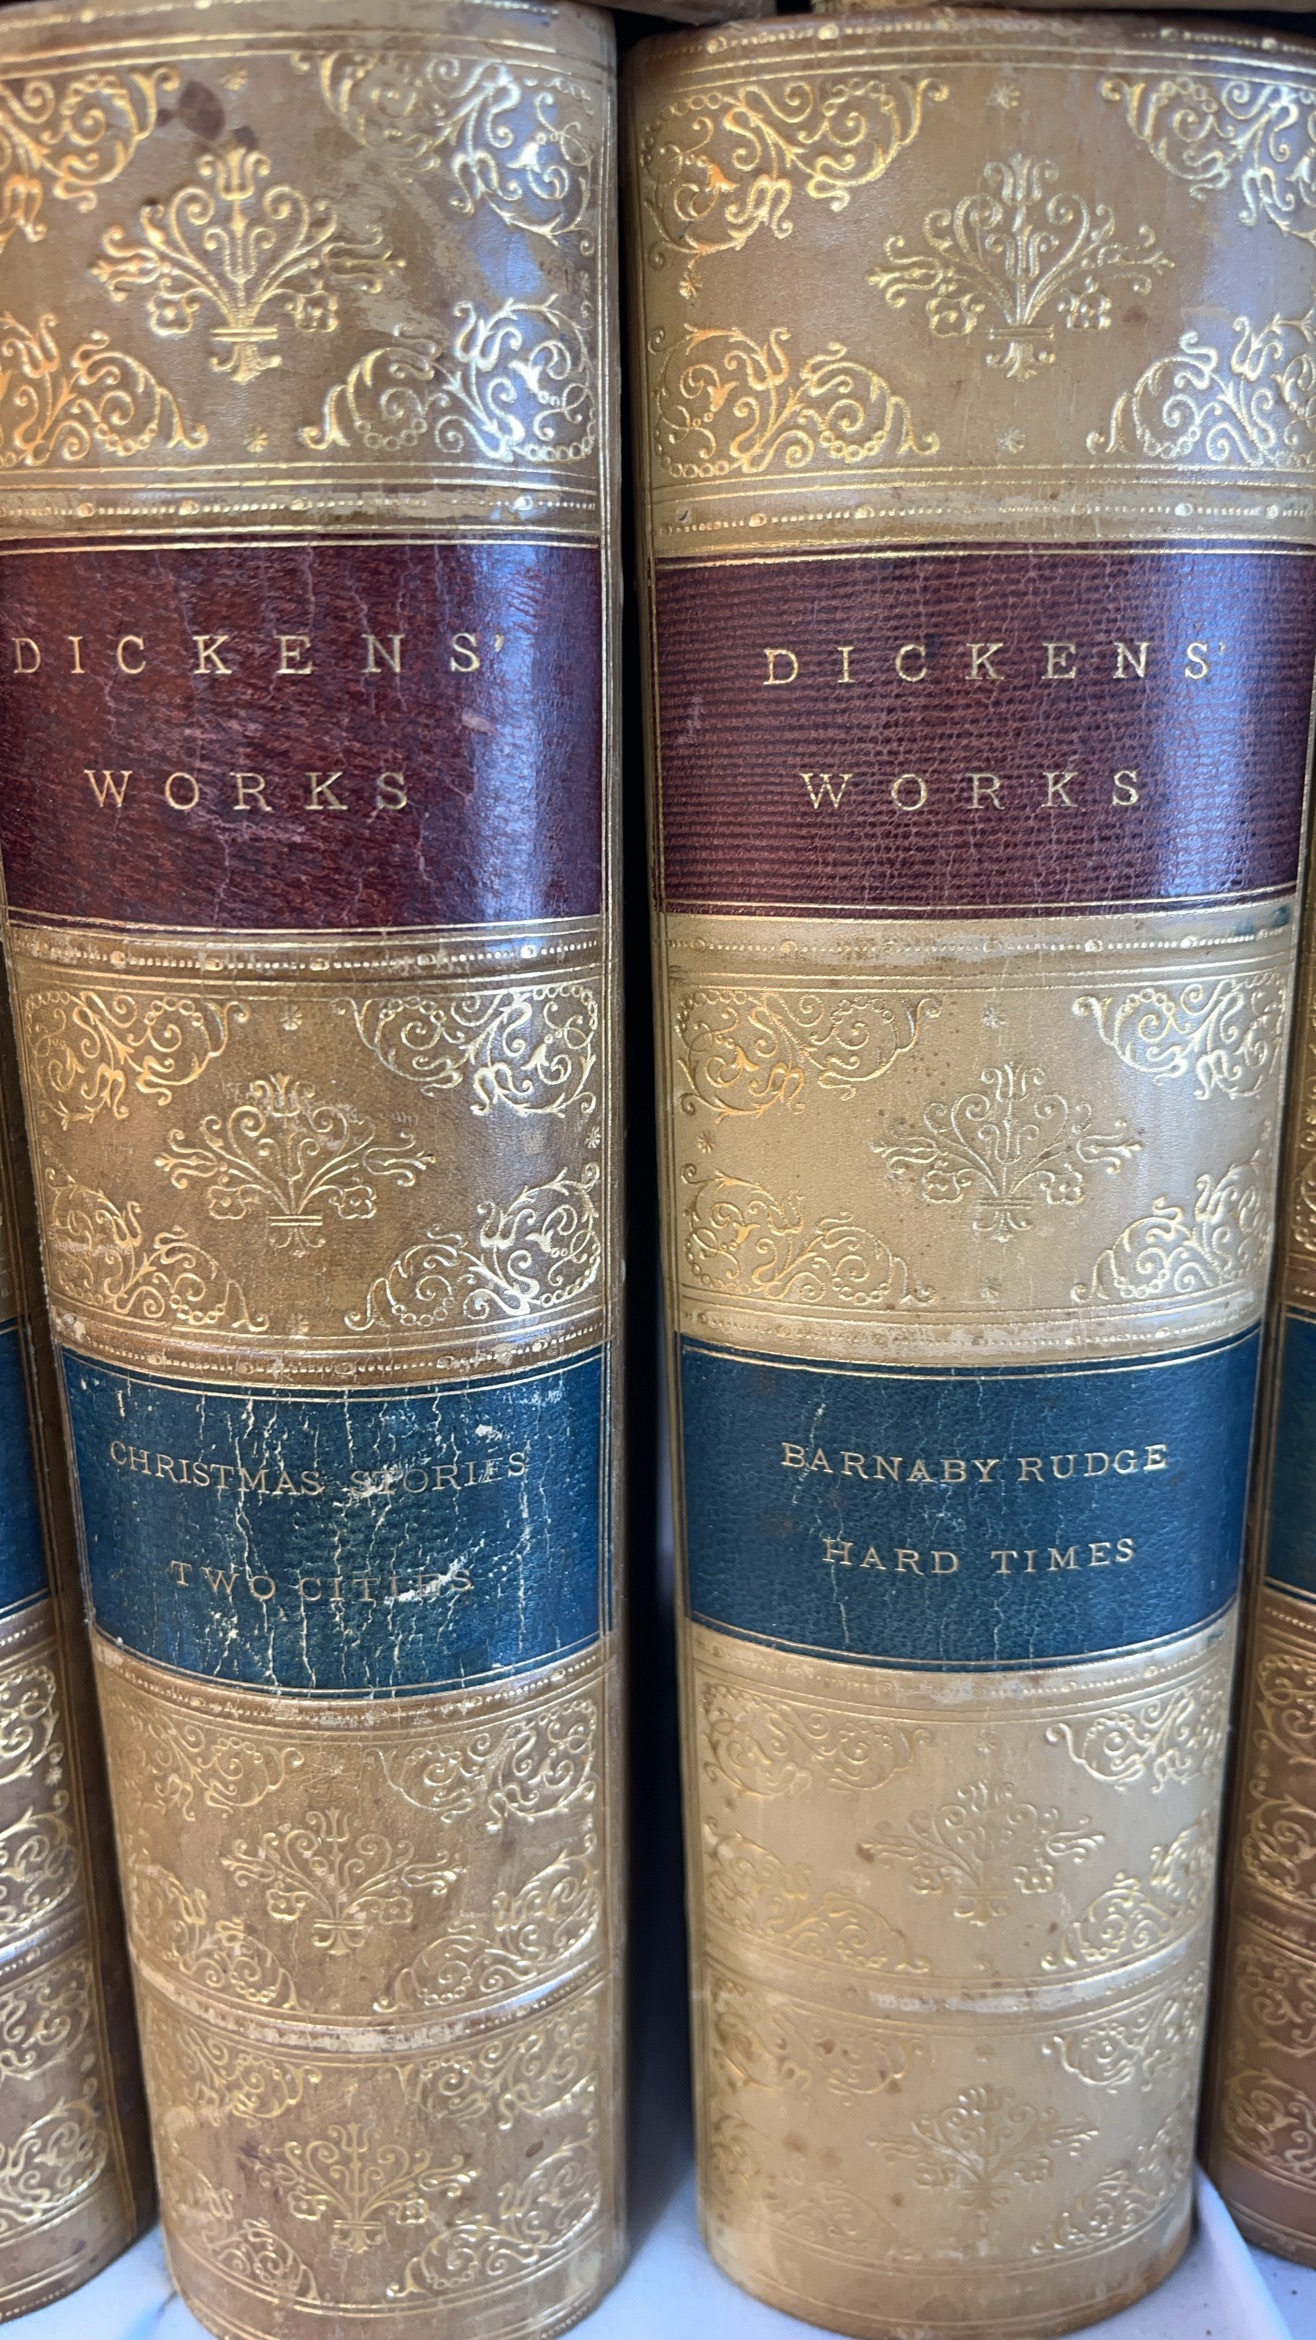 DICKENS'
WORKS
CHRISTMAS STORIES
TWO CITIES
DICKENS'
WORKS
BARNABY RUDGE
HARD TIMES